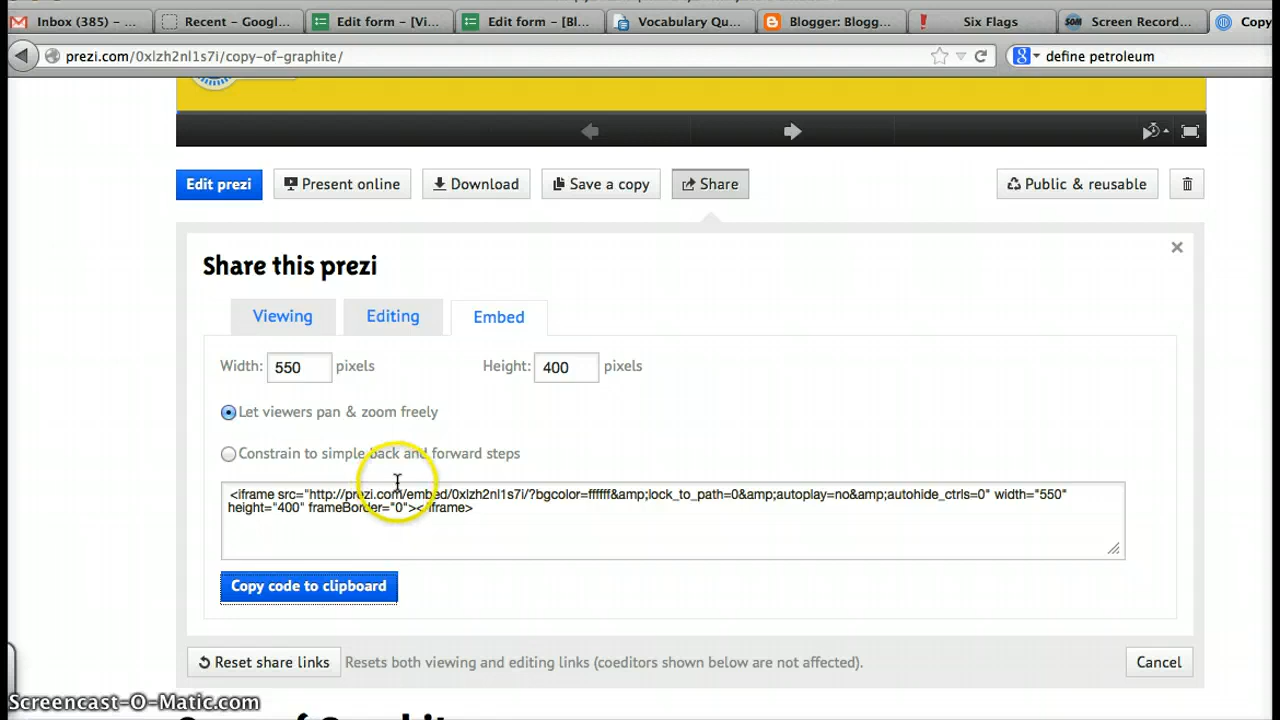 Inbox (385) – ...
Recent – Googl...
Edit form – [Vi...
Edit form – [Bl...
Vocabulary Qu...
Blogger: Blogg...
Six Flags
Screen Record...
Copy
prezi.com/0xlzh2nl1s7i/copy-of-graphite/
define petroleum
Edit prezi
Present online
Download
Save a copy
Share
Public & reusable
Share this prezi
Viewing
Editing
Embed
Width: 550 pixels
Height: 400 pixels
Let viewers pan & zoom freely
Constrain to simple back and forward steps
<iframe src="http://prezi.com/embed/0xlzh2nl1s7i/?bgcolor=ffffff&amp;lock_to_path=0&amp;autoplay=no&amp;autohide_ctrls=0" width="550"
height="400" frameBorder="0"></iframe>
Copy code to clipboard
Reset share links
Resets both viewing and editing links (coeditors shown below are not affected).
Cancel
Screencast-O-Matic.com